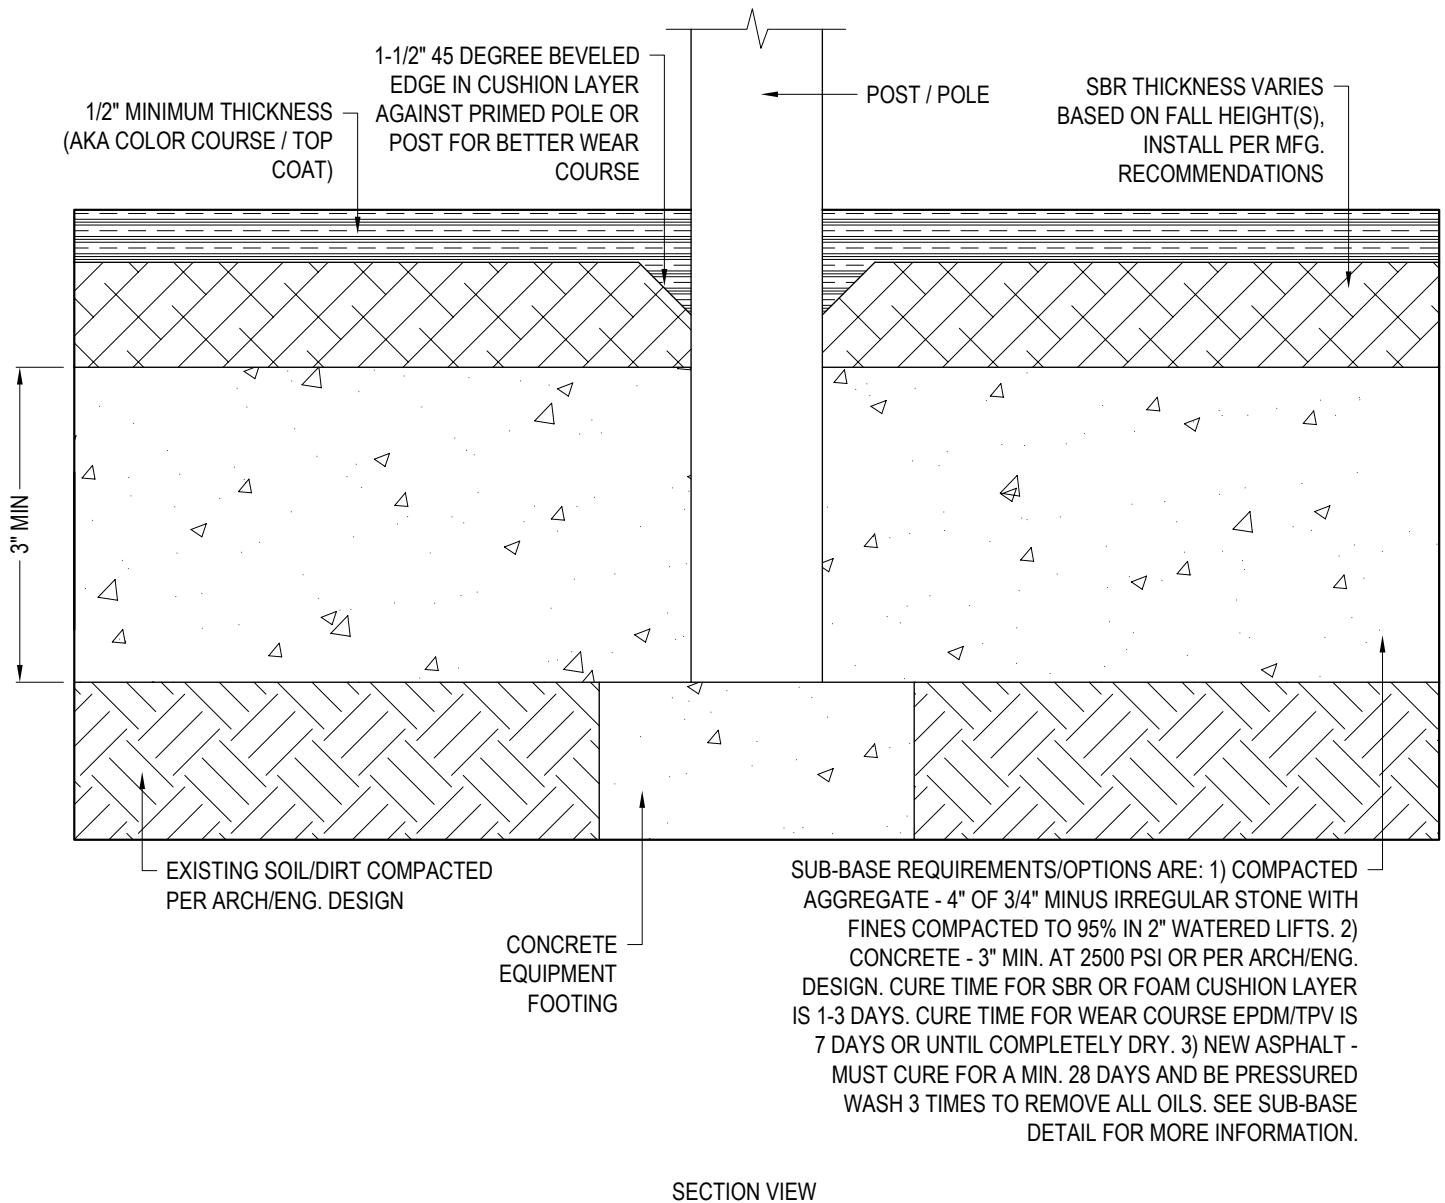 1-1/2" 45 DEGREE BEVELED
EDGE IN CUSHION LAYER
AGAINST PRIMED POLE OR
POST FOR BETTER WEAR
COURSE
1/2" MINIMUM THICKNESS
(AKA COLOR COURSE / TOP
COAT)
POST / POLE
SBR THICKNESS VARIES
BASED ON FALL HEIGHT(S),
INSTALL PER MFG.
RECOMMENDATIONS
3" MIN
EXISTING SOIL/DIRT COMPACTED
PER ARCH/ENG. DESIGN
CONCRETE
EQUIPMENT
FOOTING
SUB-BASE REQUIREMENTS/OPTIONS ARE: 1) COMPACTED
AGGREGATE - 4" OF 3/4" MINUS IRREGULAR STONE WITH
FINES COMPACTED TO 95% IN 2" WATERED LIFTS. 2)
CONCRETE - 3" MIN. AT 2500 PSI OR PER ARCH/ENG.
DESIGN. CURE TIME FOR SBR OR FOAM CUSHION LAYER
IS 1-3 DAYS. CURE TIME FOR WEAR COURSE EPDM/TPV IS
7 DAYS OR UNTIL COMPLETELY DRY. 3) NEW ASPHALT -
MUST CURE FOR A MIN. 28 DAYS AND BE PRESSURED
WASH 3 TIMES TO REMOVE ALL OILS. SEE SUB-BASE
DETAIL FOR MORE INFORMATION.
SECTION VIEW